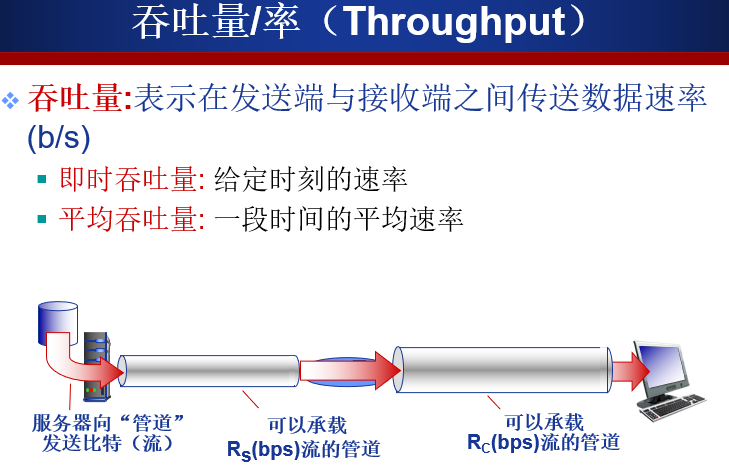 吞吐量/率（Throughput）
吞吐量:表示在发送端与接收端之间传送数据速率
(b/s)
即时吞吐量: 给定时刻的速率
平均吞吐量: 一段时间的平均速率
服务器向“管道”
发送比特（流）
可以承载
RS(bps)流的管道
可以承载
RC(bps)流的管道